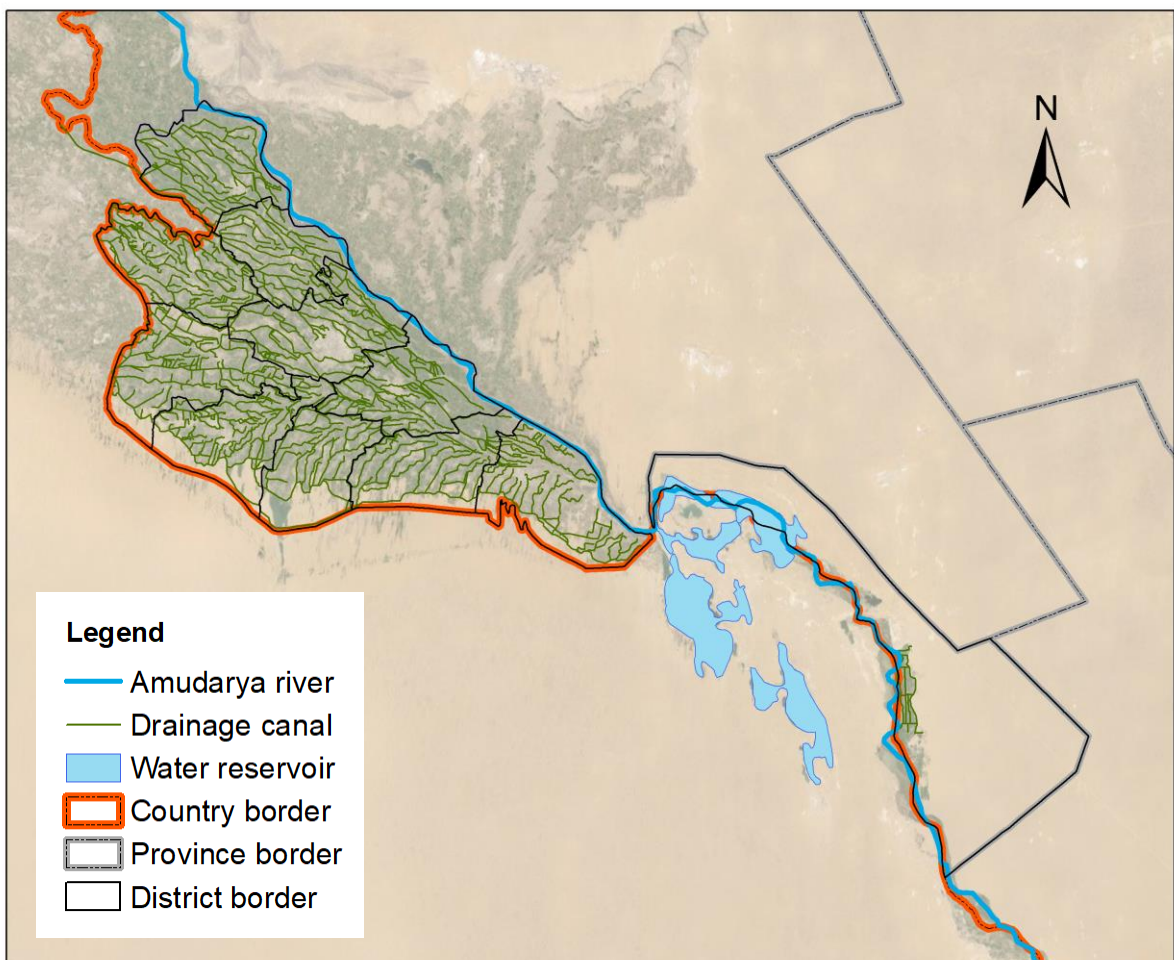 N
Legend
Amudarya river
Drainage canal
Water reservoir
Country border
Province border
District border